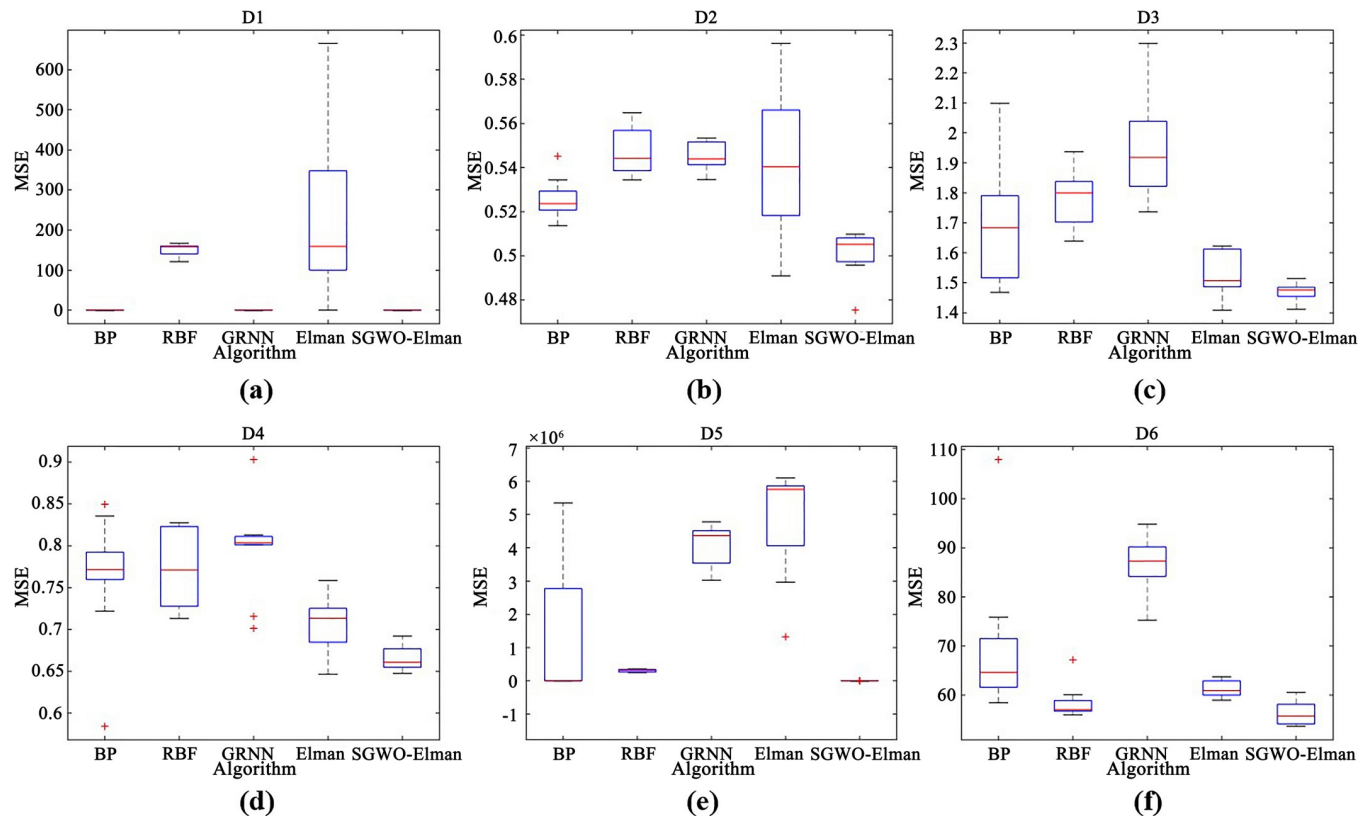 D1
MSE
600
500
400
300
200
100
0
BP RBF GRNN Elman SGWO-Elman
Algorithm
(a)
D2
MSE
0.6
0.58
0.56
0.54
0.52
0.5
0.48
BP RBF GRNN Elman SGWO-Elman
Algorithm
(b)
D3
MSE
2.3
2.2
2.1
2
1.9
1.8
1.7
1.6
1.5
1.4
BP RBF GRNN Elman SGWO-Elman
Algorithm
(c)
D4
MSE
0.9
0.85
0.8
0.75
0.7
0.65
0.6
BP RBF GRNN Elman SGWO-Elman
Algorithm
(d)
D5
×10⁶
MSE
7
6
5
4
3
2
1
0
-1
BP RBF GRNN Elman SGWO-Elman
Algorithm
(e)
D6
MSE
110
100
90
80
70
60
BP RBF GRNN Elman SGWO-Elman
Algorithm
(f)